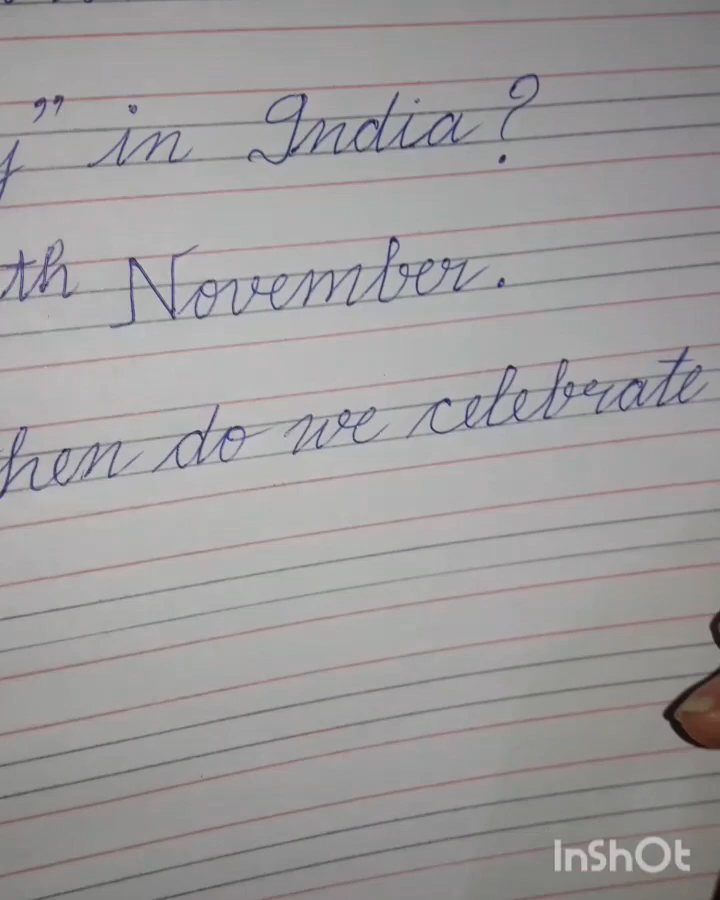 y" in India?
th November.
hen do we celebrate
InShOt